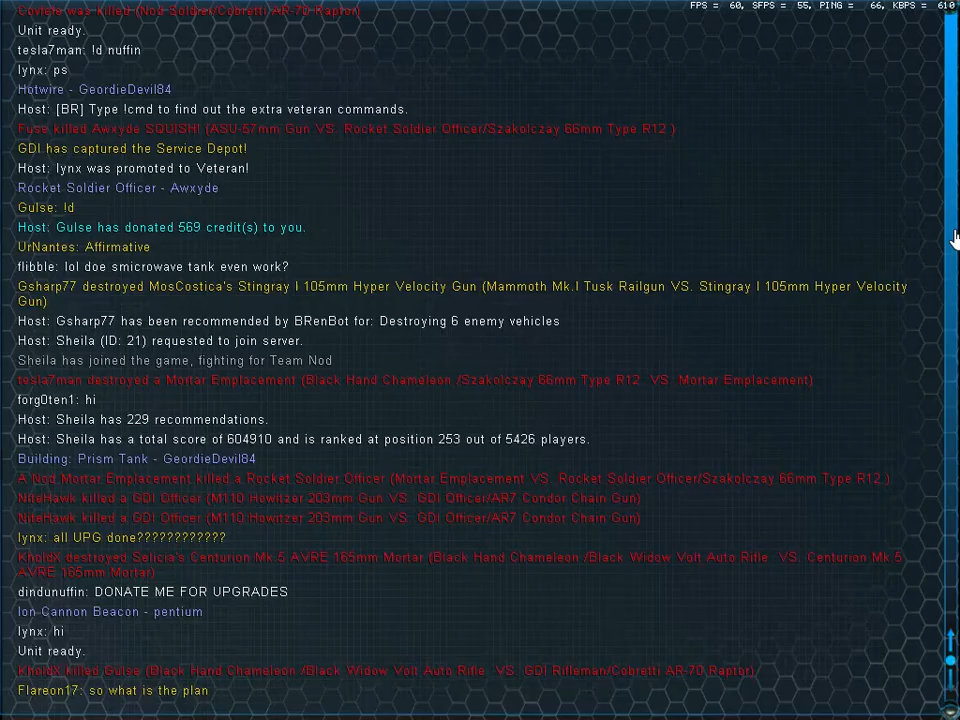 Covfefe was killed (Nod Soldier/Cobretti AR-70 Raptor)
FPS = 60, SFPS = 55, PING = 66, KBPS = 610
Unit ready.
tesla7man: !d nuffin
lynx: ps
Hotwire - GeordieDevil84
Host: [BR] Type !cmd to find out the extra veteran commands.
Fuse killed Awxyde SQUISH! (ASU-57mm Gun VS. Rocket Soldier Officer/Szakolczay 66mm Type R12 )
GDI has captured the Service Depot!
Host: lynx was promoted to Veteran!
Rocket Soldier Officer - Awxyde
Gulse: !d
Host: Gulse has donated 569 credit(s) to you.
UrNantes: Affirmative
flibble: lol doe smicrowave tank even work?
Gsharp77 destroyed MosCostica's Stingray I 105mm Hyper Velocity Gun (Mammoth Mk.I Tusk Railgun VS. Stingray I 105mm Hyper Velocity
Gun)
Host: Gsharp77 has been recommended by BRenBot for: Destroying 6 enemy vehicles
Host: Sheila (ID: 21) requested to join server.
Sheila has joined the game, fighting for Team Nod
tesla7man destroyed a Mortar Emplacement (Black Hand Chameleon /Szakolczay 66mm Type R12  VS. Mortar Emplacement)
forg0ten1: hi
Host: Sheila has 229 recommendations.
Host: Sheila has a total score of 604910 and is ranked at position 253 out of 5426 players.
Building: Prism Tank - GeordieDevil84
A Nod Mortar Emplacement killed a Rocket Soldier Officer (Mortar Emplacement VS. Rocket Soldier Officer/Szakolczay 66mm Type R12 )
NiteHawk killed a GDI Officer (M110 Howitzer 203mm Gun VS. GDI Officer/AR7 Condor Chain Gun)
NiteHawk killed a GDI Officer (M110 Howitzer 203mm Gun VS. GDI Officer/AR7 Condor Chain Gun)
lynx: all UPG done????????????
KholdX destroyed Selicia's Centurion Mk.5 AVRE 165mm Mortar (Black Hand Chameleon /Black Widow Volt Auto Rifle  VS. Centurion Mk.5
AVRE 165mm Mortar)
dindunuffin: DONATE ME FOR UPGRADES
Ion Cannon Beacon - pentium
lynx: hi
Unit ready.
KholdX killed Gulse (Black Hand Chameleon /Black Widow Volt Auto Rifle  VS. GDI Rifleman/Cobretti AR-70 Raptor)
Flareon17: so what is the plan